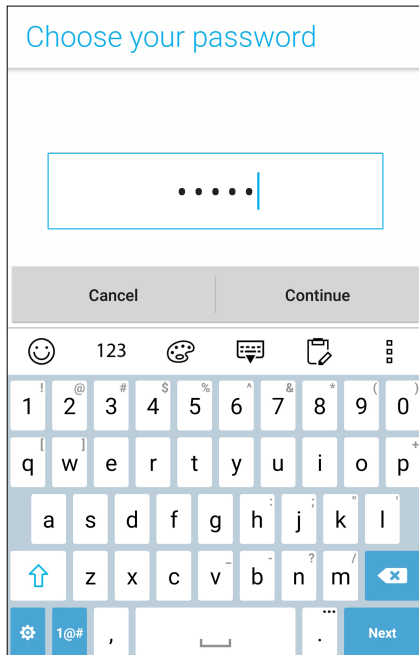 Choose your password
•••••
Cancel Continue
123
! @ # $ % ^ & * ( )
1 2 3 4 5 6 7 8 9 0
[ ] +
q w e r t y u i o p
: ; " '
a s d f g h j k l
_ - ? /
z x c v b n m
1@# , . ... Next